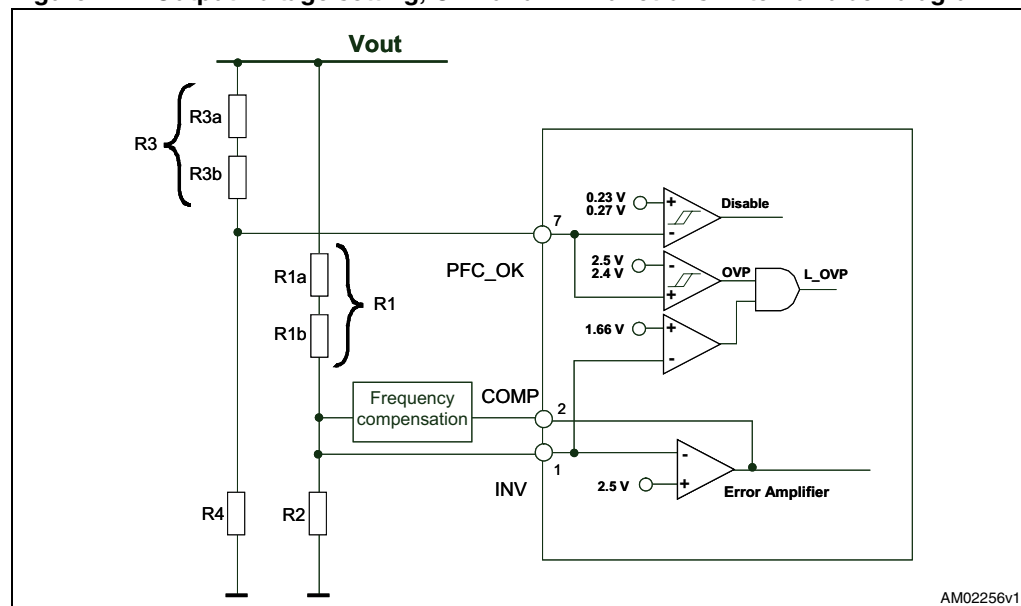 Vout
R3a
R3
R3b
0.23 V
0.27 V
+
Disable
-
7
PFC_OK
2.5 V
2.4 V
-
OVP
L_OVP
+
R1a
R1
R1b
1.66 V
+
-
Frequency
compensation
COMP
2
1
INV
-
2.5 V
+
Error Amplifier
R4
R2
AM02256v1